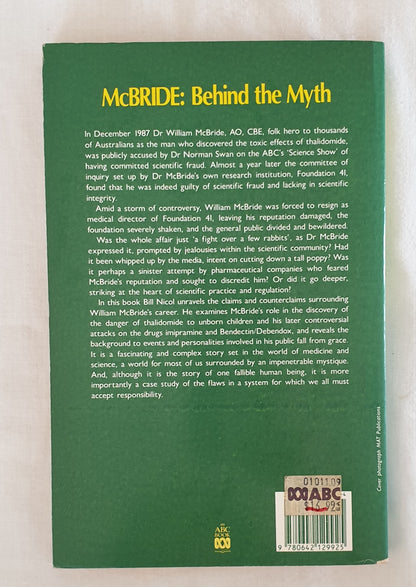 McBRIDE: Behind the Myth
In December 1987 Dr William McBride, AO, CBE, folk hero to thousands
of Australians as the man who discovered the toxic effects of thalidomide,
was publicly accused by Dr Norman Swan on the ABC's 'Science Show' of
having committed scientific fraud. Almost a year later the committee of
inquiry set up by Dr McBride's own research institution, Foundation 41,
found that he was indeed guilty of scientific fraud and lacking in scientific
integrity.
Amid a storm of controversy, William McBride was forced to resign as
medical director of Foundation 41, leaving his reputation damaged, the
foundation severely shaken, and the general public divided and bewildered.
Was the whole affair just 'a fight over a few rabbits', as Dr McBride
expressed it, prompted by jealousies within the scientific community? Had
it been whipped up by the media, intent on cutting down a tall poppy? Was
it perhaps a sinister attempt by pharmaceutical companies who feared
McBride's reputation and sought to discredit him? Or did it go deeper,
striking at the heart of scientific practice and regulation?
In this book Bill Nicol unravels the claims and counterclaims surrounding
William McBride's career. He examines McBride's role in the discovery of
the danger of thalidomide to unborn children and his later controversial
attacks on the drugs imipramine and Bendectin/Debendox, and reveals the
background to events and personalities involved in his public fall from grace.
It is a fascinating and complex story set in the world of medicine and
science, a world for most of us surrounded by an impenetrable mystique.
And, although it is the story of one fallible human being, it is more
importantly a case study of the flaws in a system for which we all must
accept responsibility.
Cover photograph MAT Publications
0101109
ABC
$14.99
AN
ABC
BOOK
9 780642 129925